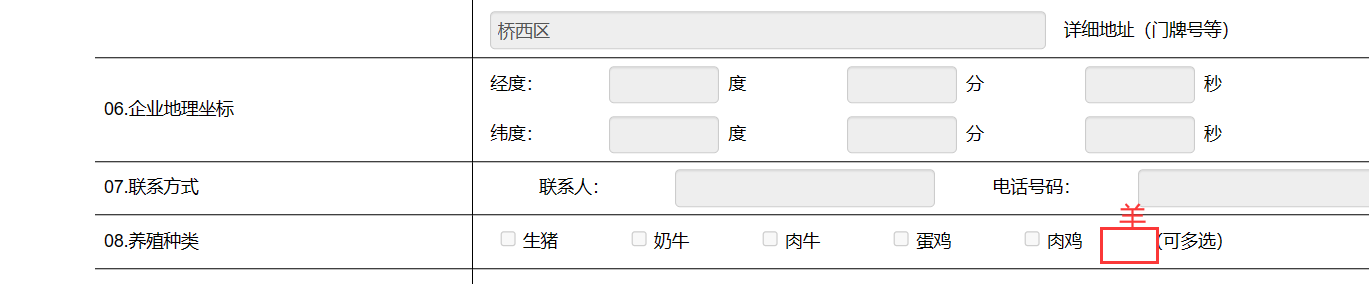 桥西区 详细地址（门牌号等）
06.企业地理坐标
经度： 度 分 秒
纬度： 度 分 秒
07.联系方式 联系人： 电话号码：
羊
08.养殖种类 生猪 奶牛 肉牛 蛋鸡 肉鸡 （可多选）